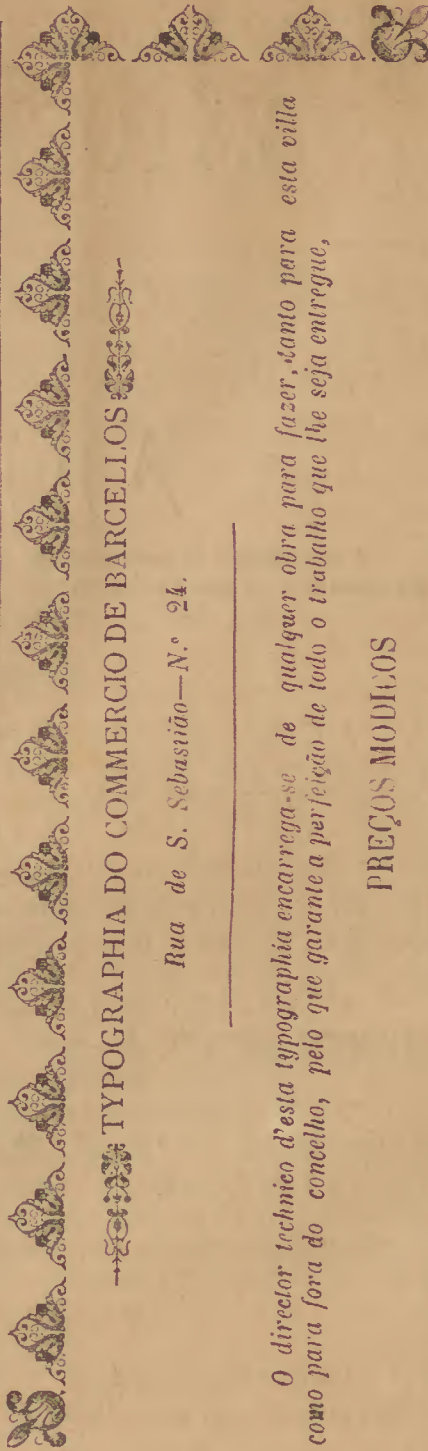 TYPOGRAPHIA DO COMMERCIO DE BARCELLOS
Rua de S. Sebastião—N.º 24.
O director technico d'esta typographia encarrega-se de qualquer obra para fazer, tanto para esta villa
como para fora do concelho, pelo que garante a perfeição de todo o trabalho que lhe seja entregue,
PREÇOS MODICOS